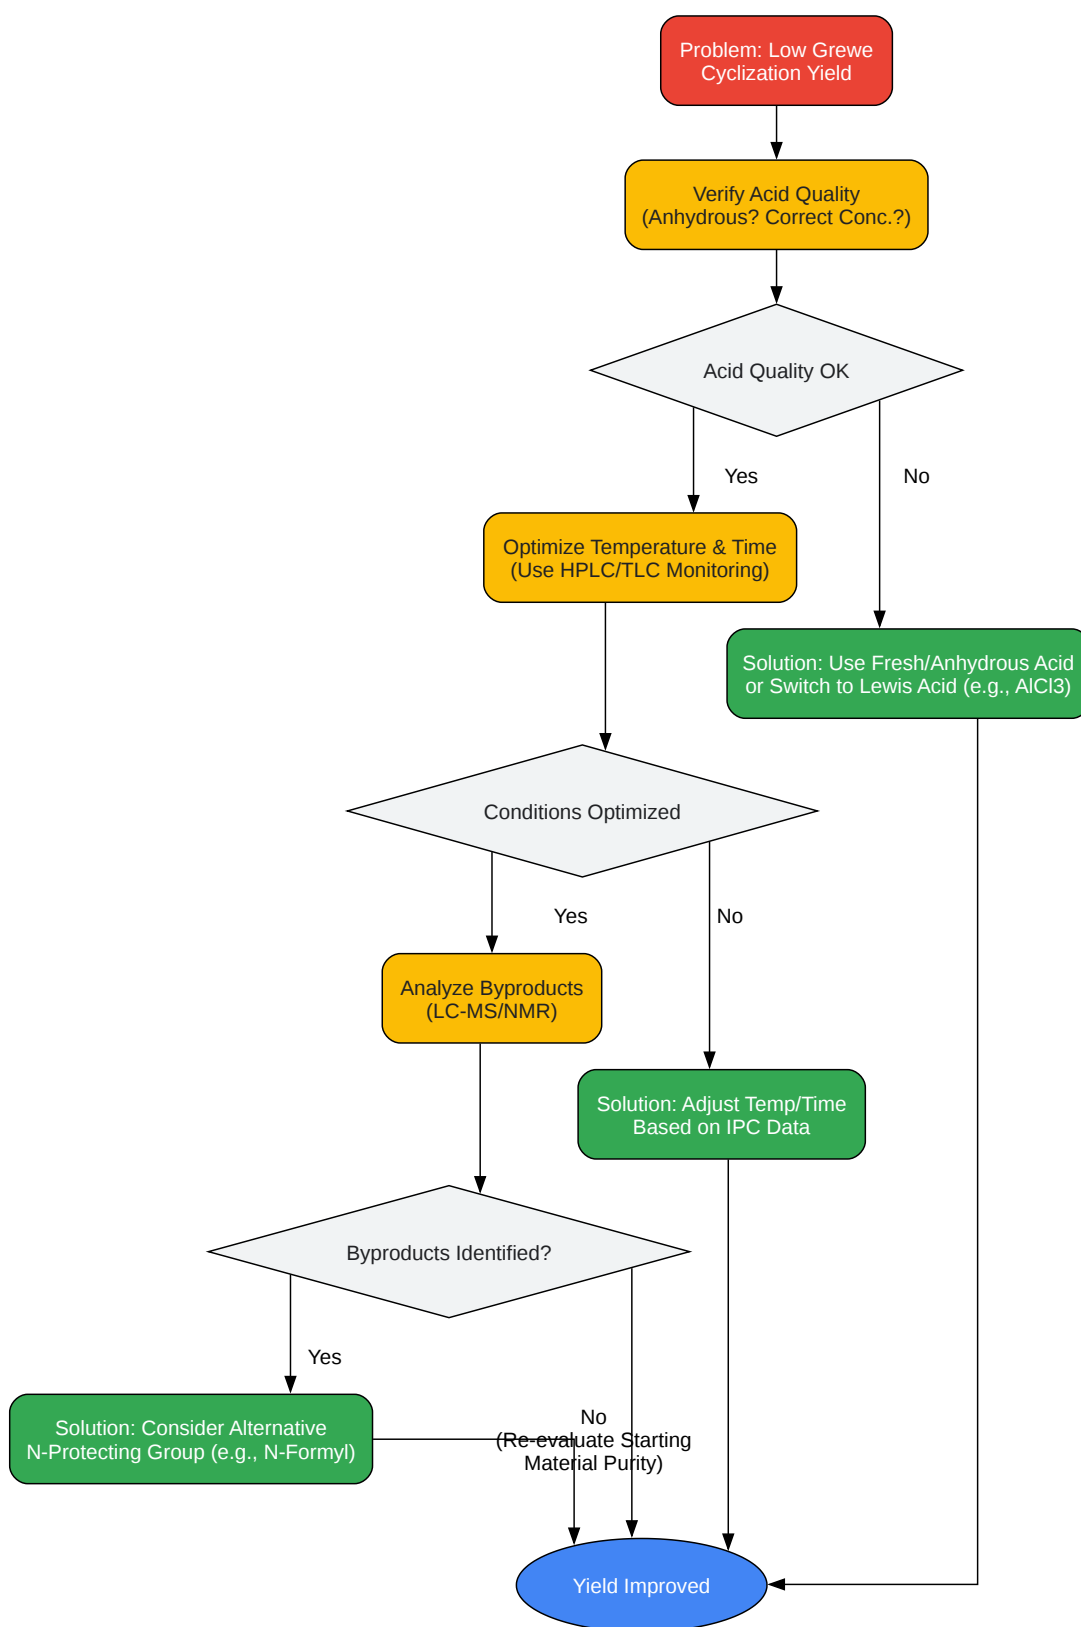 Problem: Low Grewe
Cyclization Yield
Verify Acid Quality
(Anhydrous? Correct Conc.?)
Acid Quality OK
Yes
No
Optimize Temperature & Time
(Use HPLC/TLC Monitoring)
Solution: Use Fresh/Anhydrous Acid
or Switch to Lewis Acid (e.g., AlCl3)
Conditions Optimized
Yes
No
Analyze Byproducts
(LC-MS/NMR)
Solution: Adjust Temp/Time
Based on IPC Data
Byproducts Identified?
Yes
Solution: Consider Alternative
N-Protecting Group (e.g., N-Formyl)
No
(Re-evaluate Starting
Material Purity)
Yield Improved